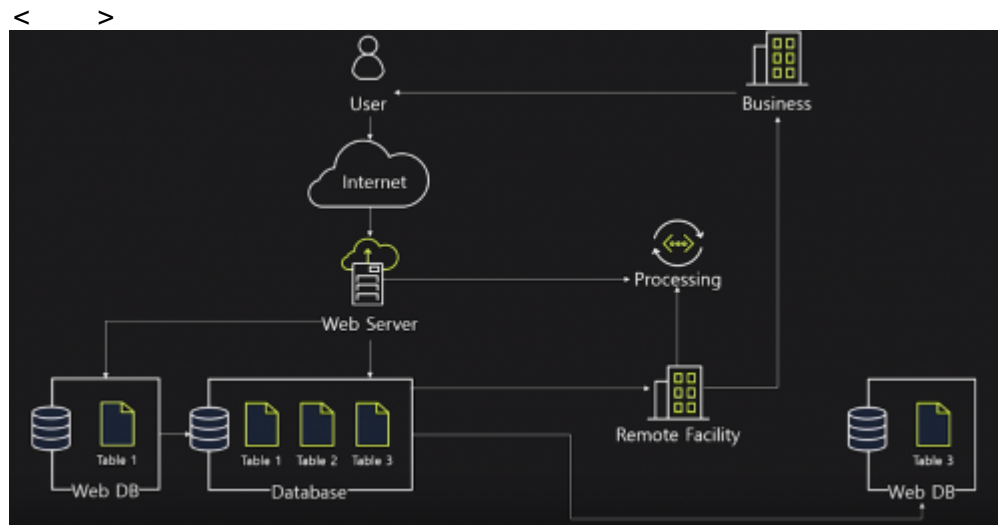 < >
User
Business
Internet
Processing
Web Server
Remote Facility
Table 1
Table 1
Table 2
Table 3
Table 3
Web DB
Database
Web DB